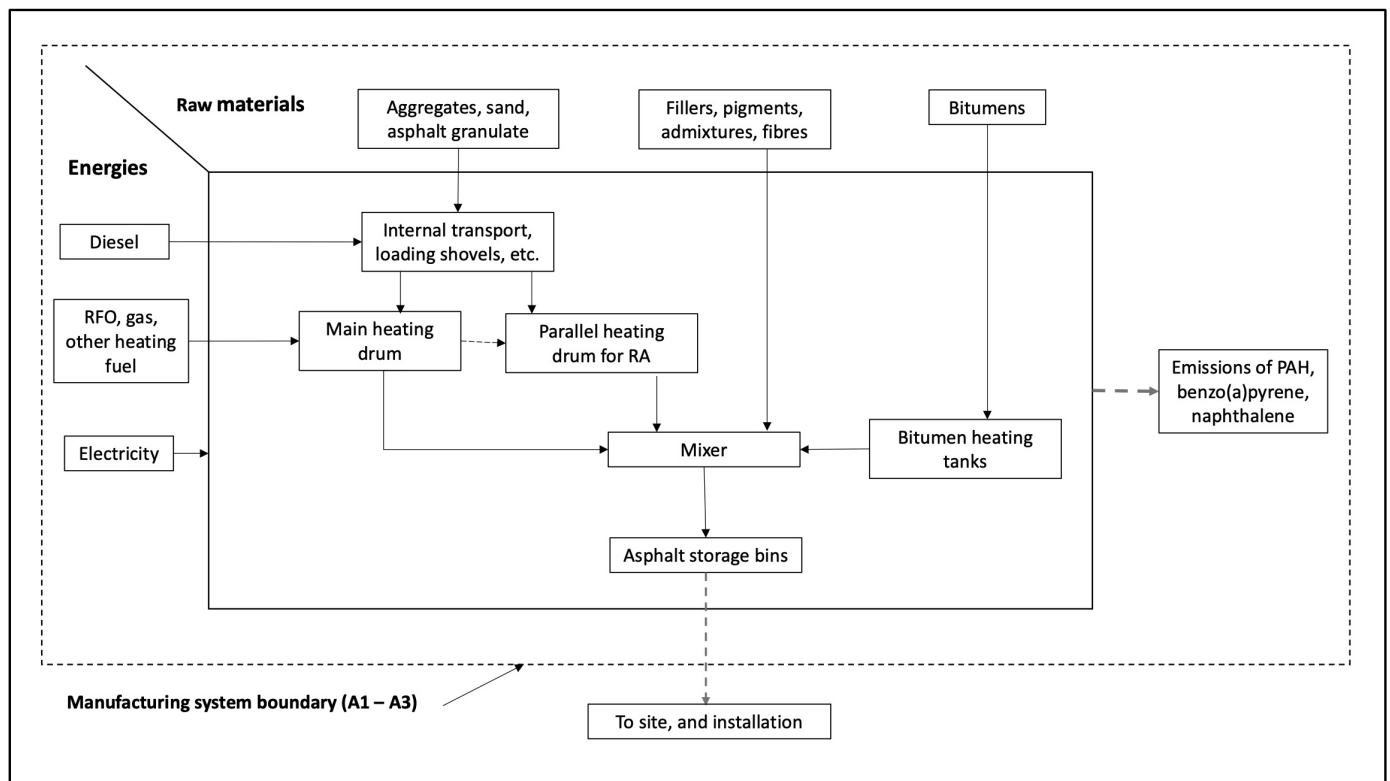 Raw materials
Aggregates, sand,
asphalt granulate
Fillers, pigments,
admixtures, fibres
Bitumens
Energies
Diesel
Internal transport,
loading shovels, etc.
RFO, gas,
other heating
fuel
Main heating
drum
Parallel heating
drum for RA
Emissions of PAH,
benzo(a)pyrene,
naphthalene
Electricity
Mixer
Bitumen heating
tanks
Asphalt storage bins
Manufacturing system boundary (A1 – A3)
To site, and installation